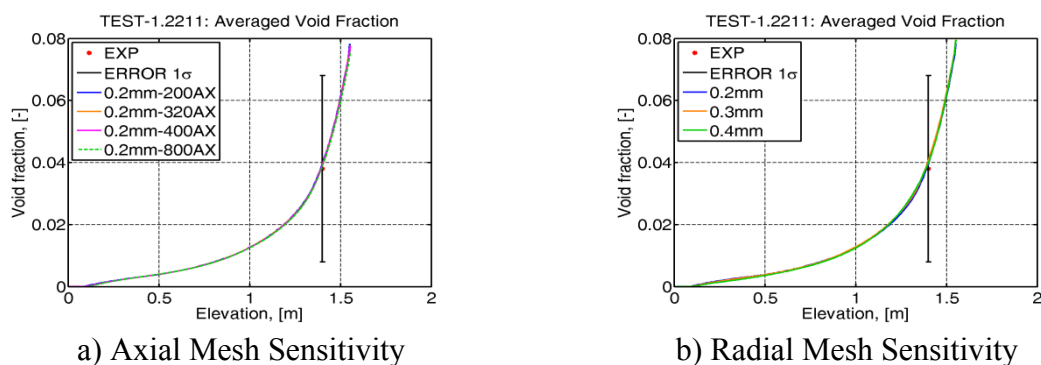 TEST-1.2211: Averaged Void Fraction
0.08
0.06
0.04
0.02
0
Void fraction, [-]
EXP
ERROR 1σ
0.2mm-200AX
0.2mm-320AX
0.2mm-400AX
0.2mm-800AX
0 0.5 1 1.5 2
Elevation, [m]
a) Axial Mesh Sensitivity
TEST-1.2211: Averaged Void Fraction
0.08
0.06
0.04
0.02
0
Void fraction, [-]
EXP
ERROR 1σ
0.2mm
0.3mm
0.4mm
0 0.5 1 1.5 2
Elevation, [m]
b) Radial Mesh Sensitivity